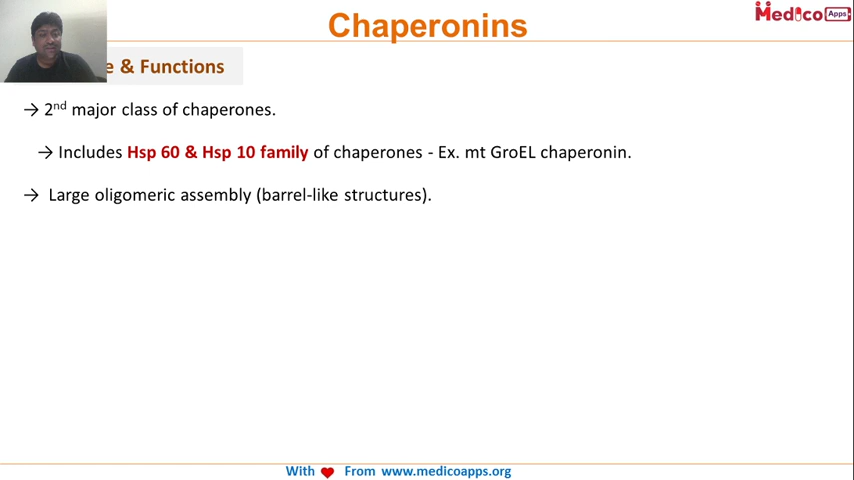 Chaperonins
Medico Apps
e & Functions
→ 2nd major class of chaperones.
→ Includes Hsp 60 & Hsp 10 family of chaperones - Ex. mt GroEL chaperonin.
→ Large oligomeric assembly (barrel-like structures).
With ❤ From www.medicoapps.org